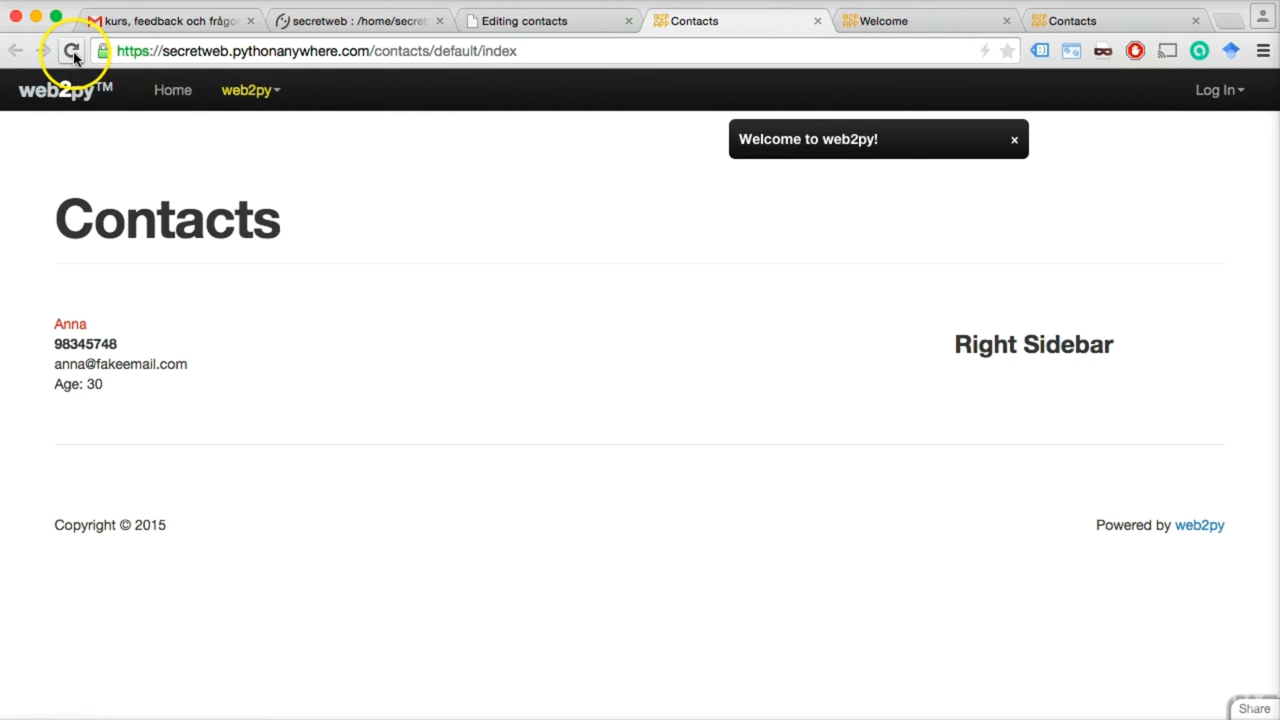 kurs, feedback och frågor
secretweb : /home/secret
Editing contacts
Contacts
Welcome
Contacts
https://secretweb.pythonanywhere.com/contacts/default/index
web2py™ Home web2py Log In
Welcome to web2py! ×
Contacts
Anna
98345748
anna@fakeemail.com
Age: 30
Right Sidebar
Copyright © 2015
Powered by web2py
Share